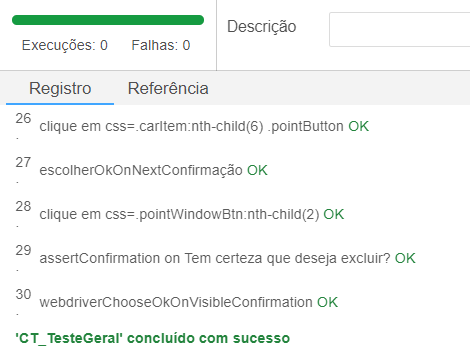 Execuções: 0 Falhas: 0
Descrição
Registro Referência
26. clique em css=.carItem:nth-child(6) .pointButton OK
27. escolherOkOnNextConfirmação OK
28. clique em css=.pointWindowBtn:nth-child(2) OK
29. assertConfirmation on Tem certeza que deseja excluir? OK
30. webdriverChooseOkOnVisibleConfirmation OK
'CT_TesteGeral' concluído com sucesso